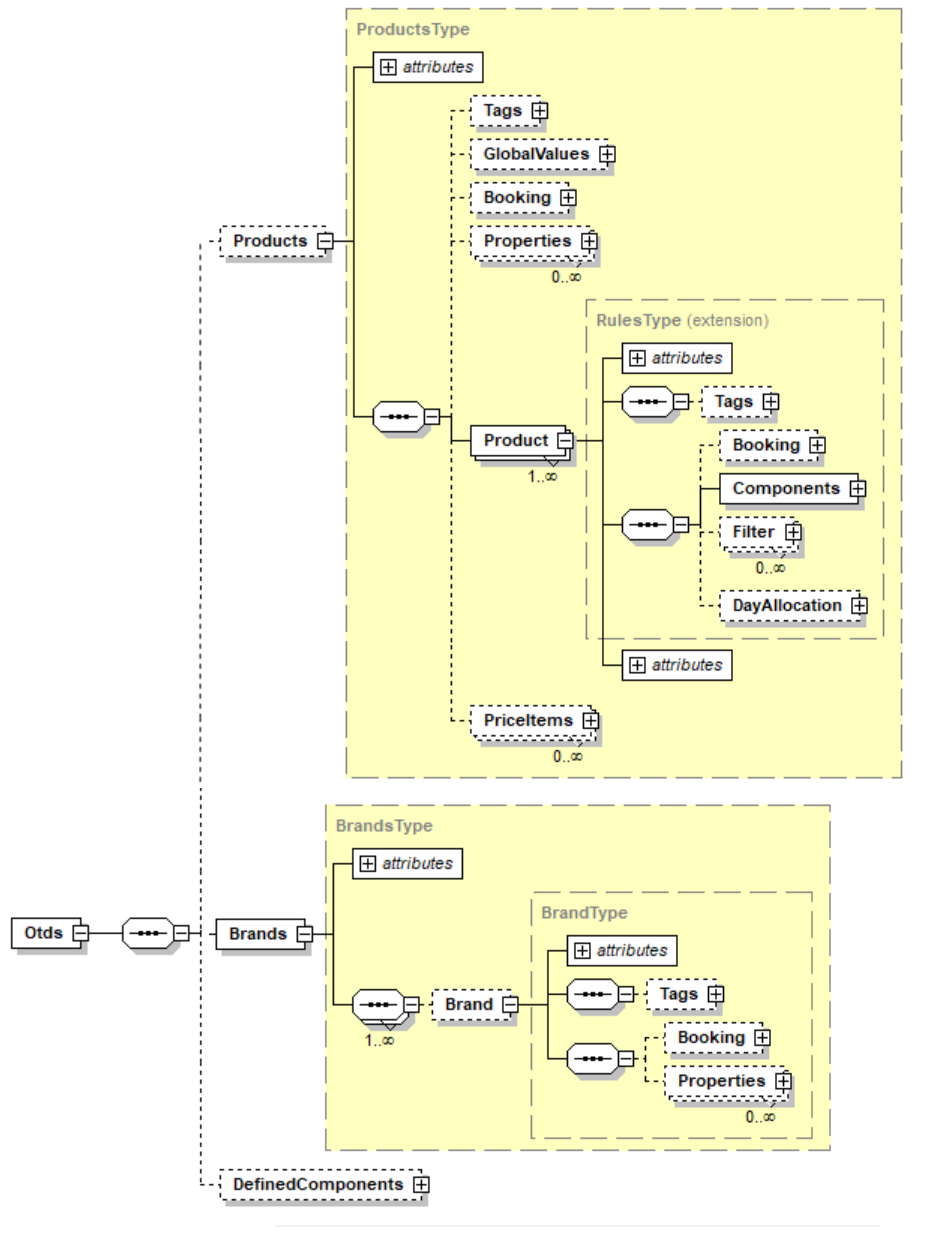 ProductsType
attributes
Tags
GlobalValues
Booking
Properties
0..∞
Products
RulesType (extension)
attributes
Tags
Product
1..∞
Booking
Components
Filter
0..∞
DayAllocation
attributes
PriceItems
0..∞
BrandsType
attributes
Otds
Brands
BrandType
attributes
Tags
Brand
1..∞
Booking
Properties
0..∞
DefinedComponents